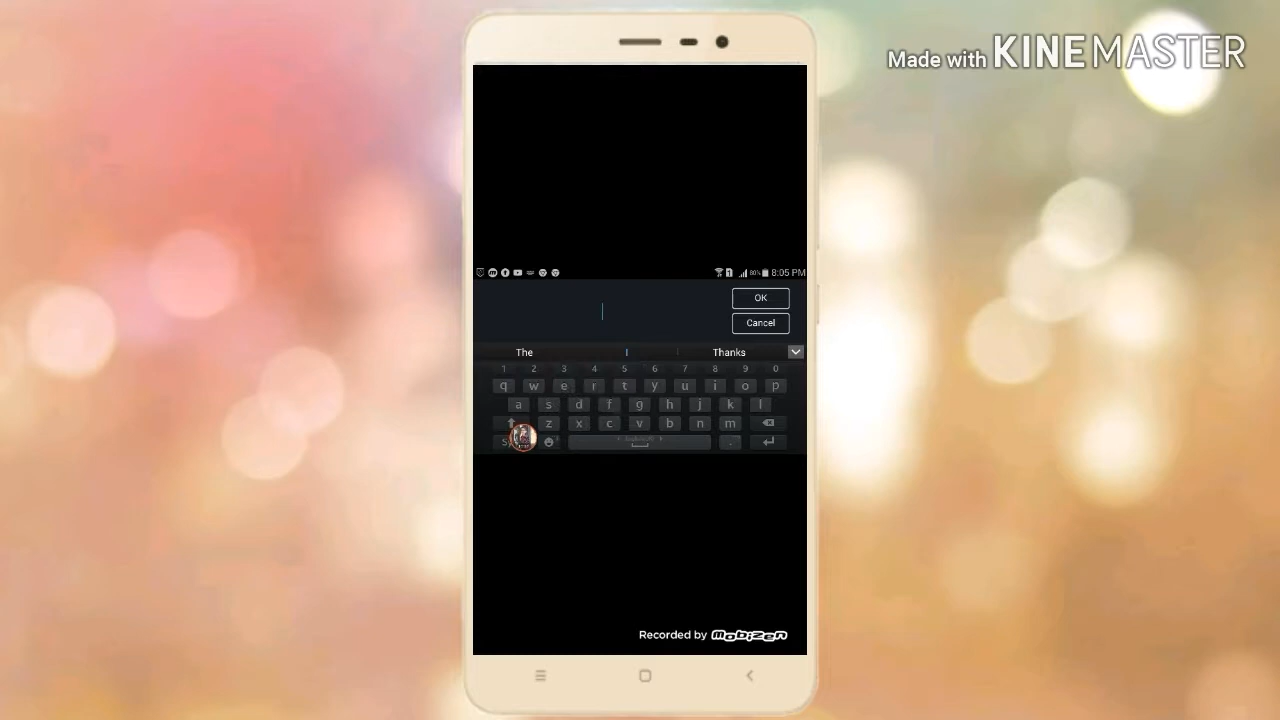 Made with KINEMASTER
80% 8:05 PM
OK
Cancel
The I Thanks
1 2 3 4 5 6 7 8 9 0
q w e r t y u i o p
a s d f g h j k l
z x c v b n m
.
Recorded by Mobizen